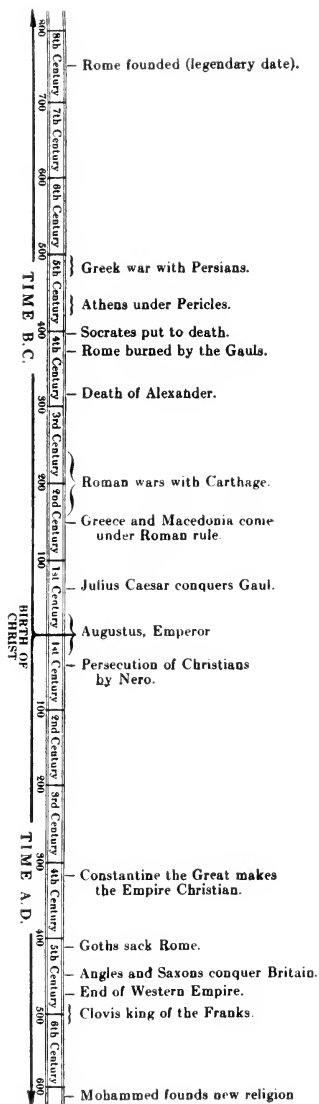 800
8th Century
Rome founded (legendary date).
700
7th Century
600
6th Century
500
5th Century
Greek war with Persians.
TIME B.C.
Athens under Pericles.
400
Socrates put to death.
4th Century
Rome burned by the Gauls.
Death of Alexander.
300
3rd Century
Roman wars with Carthage.
200
2nd Century
Greece and Macedonia come
under Roman rule
100
1st Century
Julius Caesar conquers Gaul.
BIRTH OF
CHRIST
Augustus, Emperor
1st Century
Persecution of Christians
by Nero.
100
2nd Century
200
3rd Century
TIME A.D.
300
4th Century
Constantine the Great makes
the Empire Christian.
400
5th Century
Goths sack Rome.
Angles and Saxons conquer Britain.
End of Western Empire.
500
Clovis king of the Franks.
6th Century
600
Mohammed founds new religion